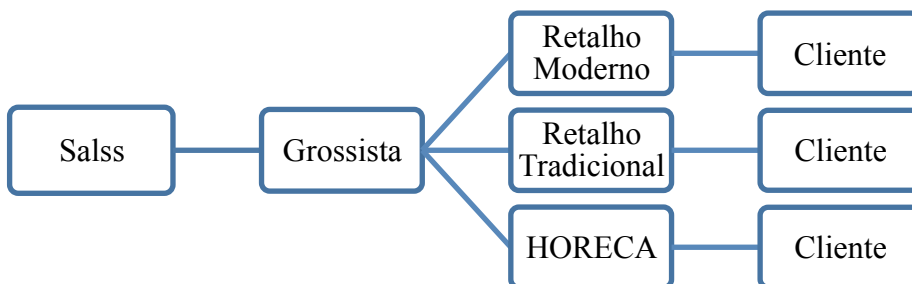 Retalho
Moderno
Cliente
Salss
Grossista
Retalho
Tradicional
Cliente
HORECA
Cliente